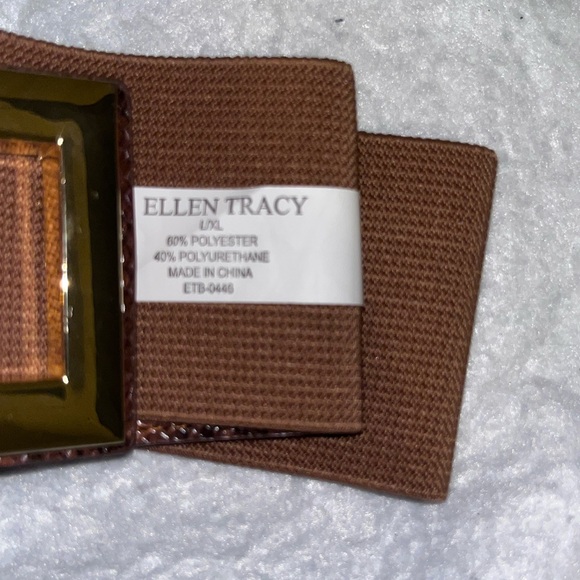 ELLEN TRACY
L/XL
60% POLYESTER
40% POLYURETHANE
MADE IN CHINA
ETB-0446